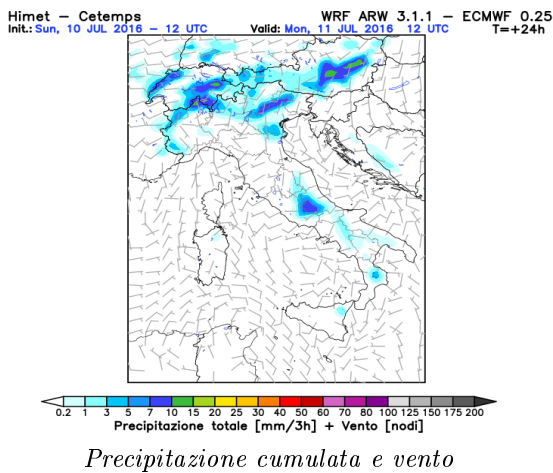 Himet – Cetemps WRF ARW 3.1.1 – ECMWF 0.25
Init.: Sun, 10 JUL 2016 – 12 UTC Valid: Mon, 11 JUL 2016 12 UTC T=+24h
0.2 1 3 5 7 10 15 20 25 30 40 50 60 70 80 100 125 150 175 200
Precipitazione totale [mm/3h] + Vento [nodi]
Precipitazione cumulata e vento